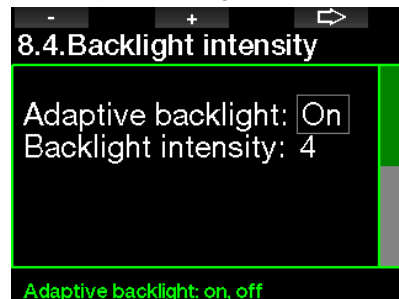 - +
8.4.Backlight intensity
Adaptive backlight: On
Backlight intensity: 4
Adaptive backlight: on, off